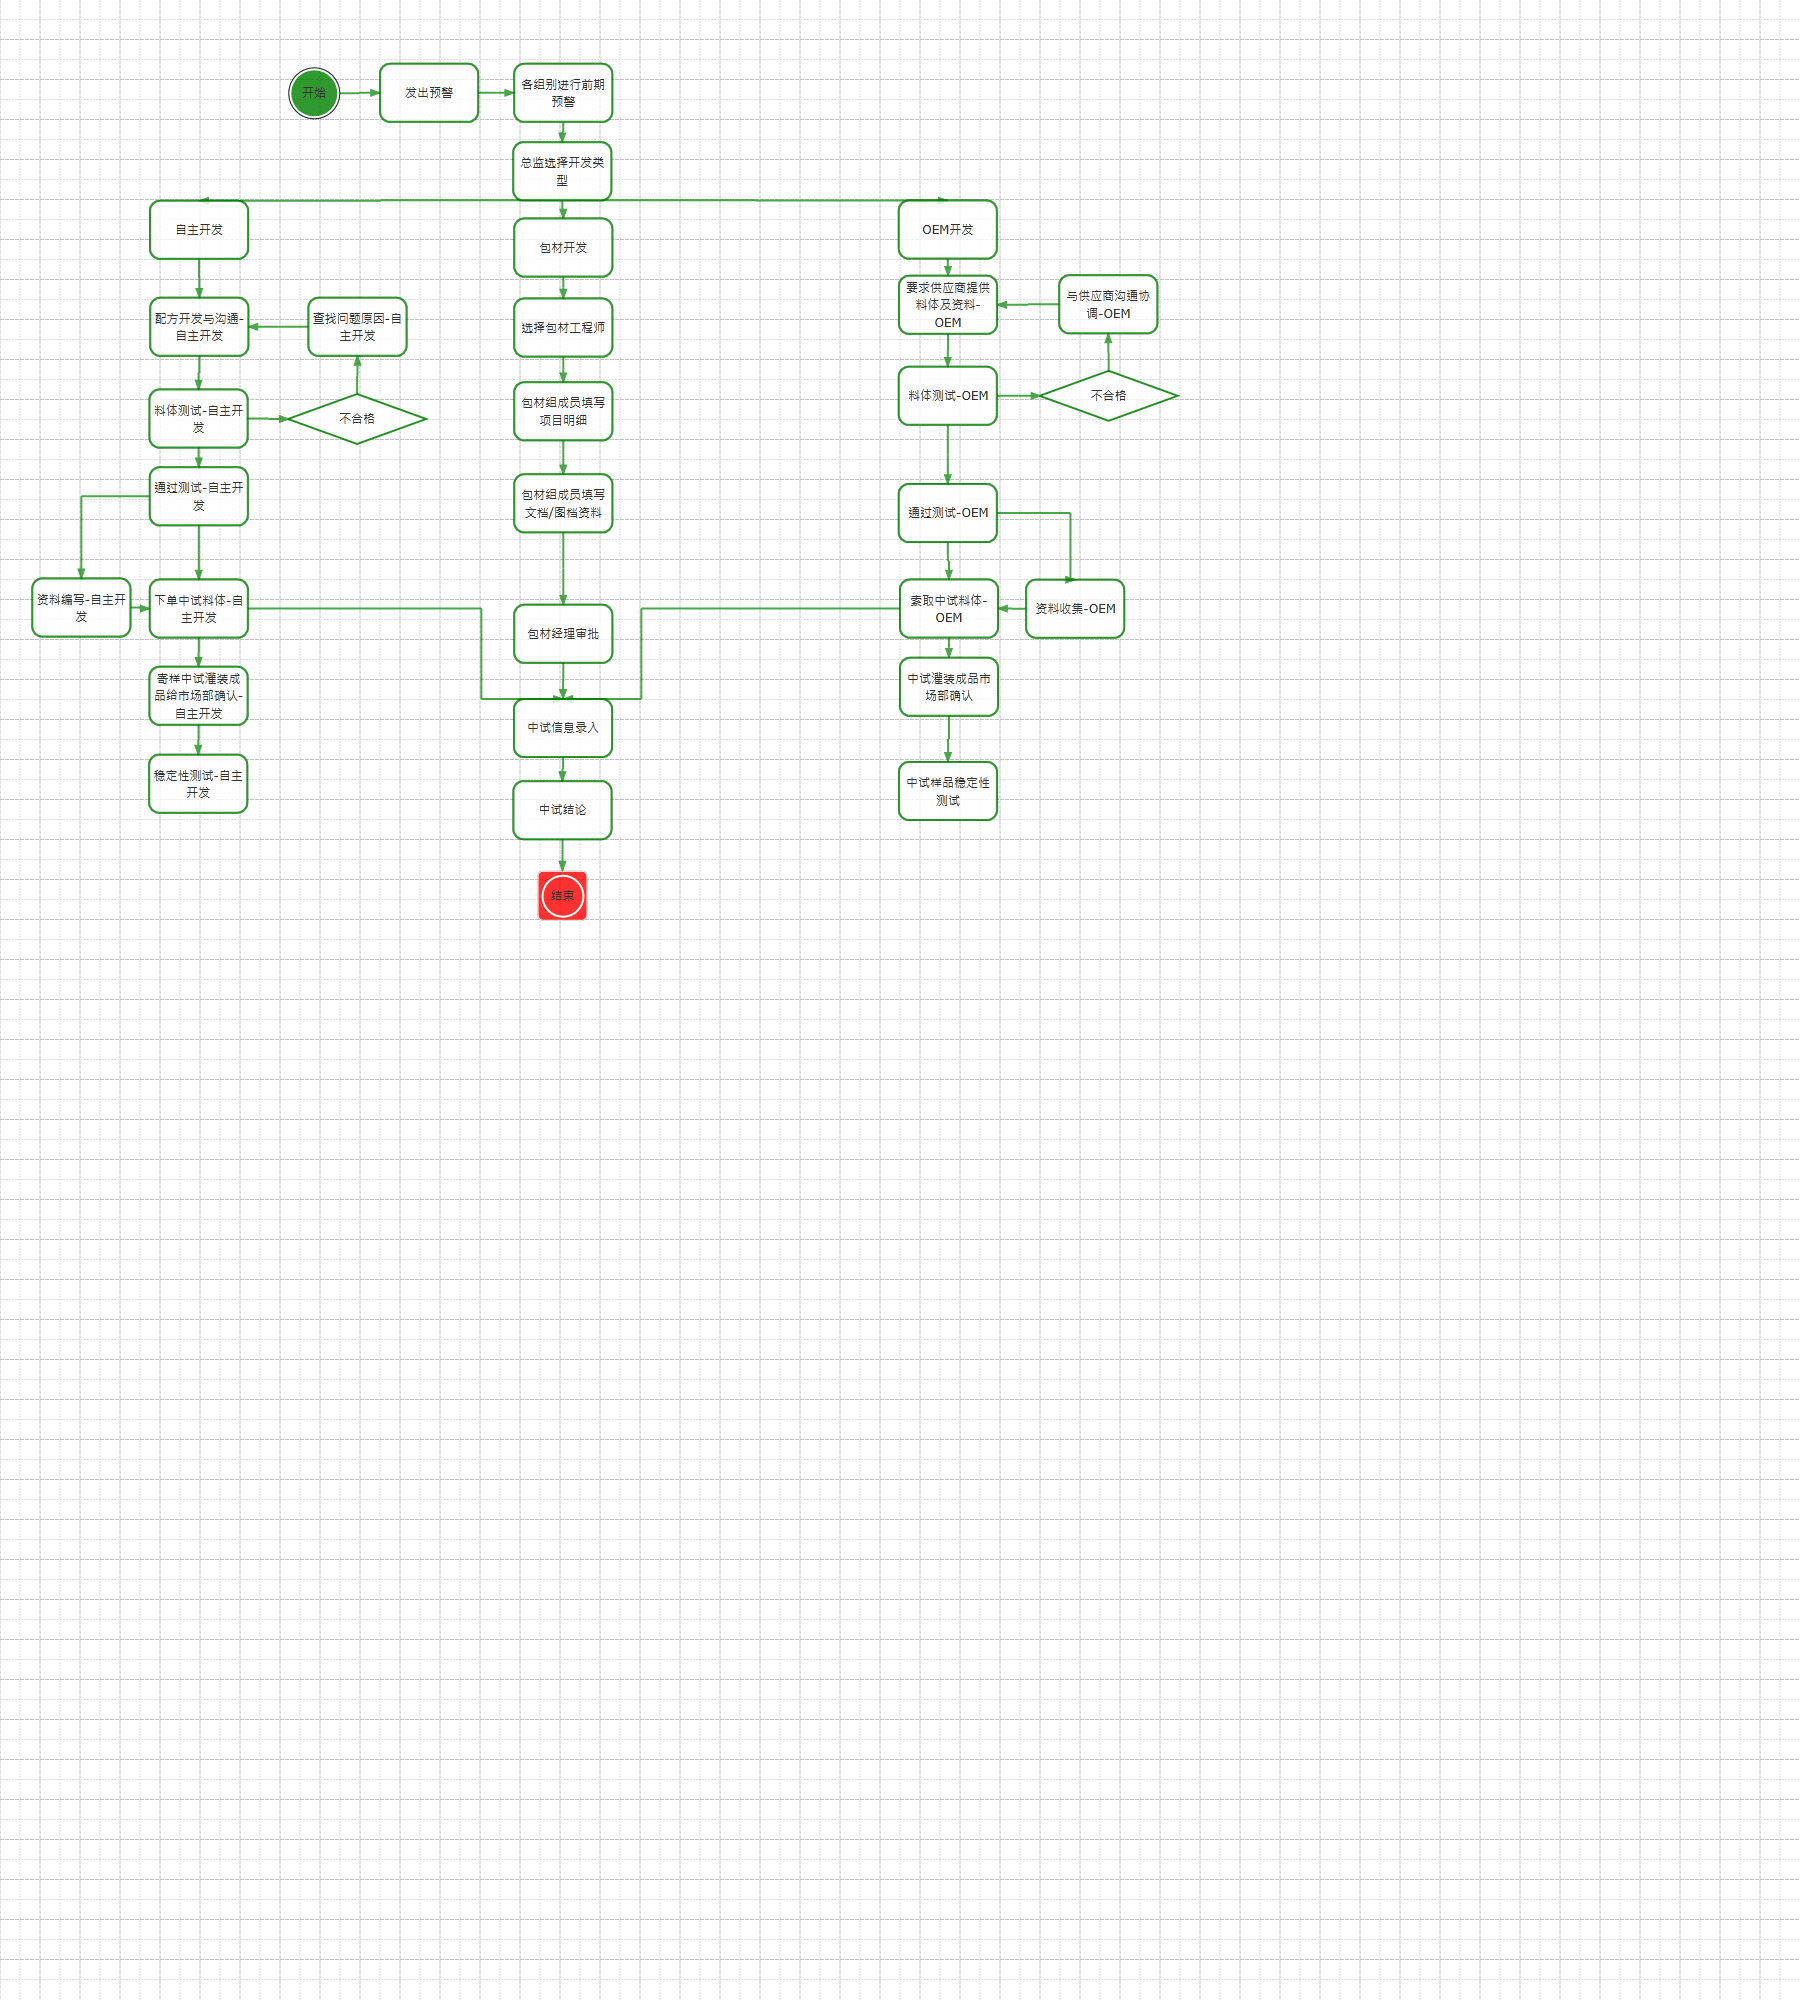 开始
发出预警
各组别进行前期
预警
总监选择开发类
型
自主开发
包材开发
OEM开发
配方开发与沟通-
自主开发
查找问题原因-自
主开发
选择包材工程师
要求供应商提供
料体及资料-
OEM
与供应商沟通协
调-OEM
料体测试-自主开
发
不合格
包材组成员填写
项目明细
料体测试-OEM
不合格
通过测试-自主开
发
包材组成员填写
文档/图档资料
通过测试-OEM
资料编写-自主开
发
下单中试料体-自
主开发
包材经理审批
索取中试料体-
OEM
资料收集-OEM
寄样中试灌装成
品给市场部确认-
自主开发
中试信息录入
中试灌装成品市
场部确认
稳定性测试-自主
开发
中试结论
中试样品稳定性
测试
结束